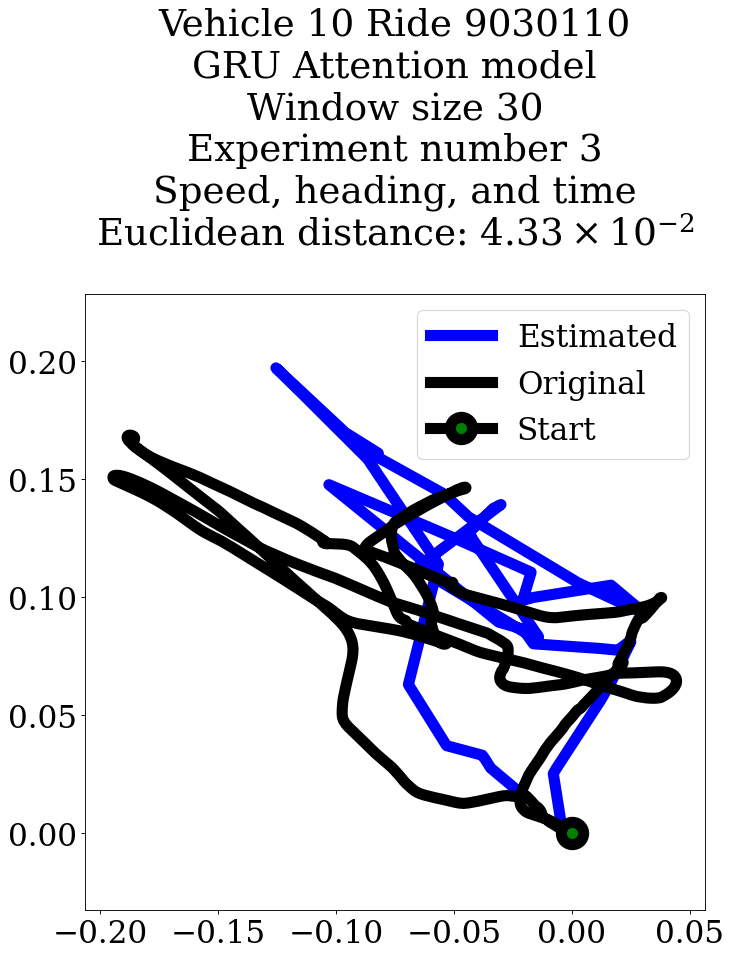 Vehicle 10 Ride 9030110
GRU Attention model
Window size 30
Experiment number 3
Speed, heading, and time
Euclidean distance: 4.33 × 10⁻²
Estimated
Original
Start
0.20
0.15
0.10
0.05
0.00
−0.20 −0.15 −0.10 −0.05 0.00 0.05